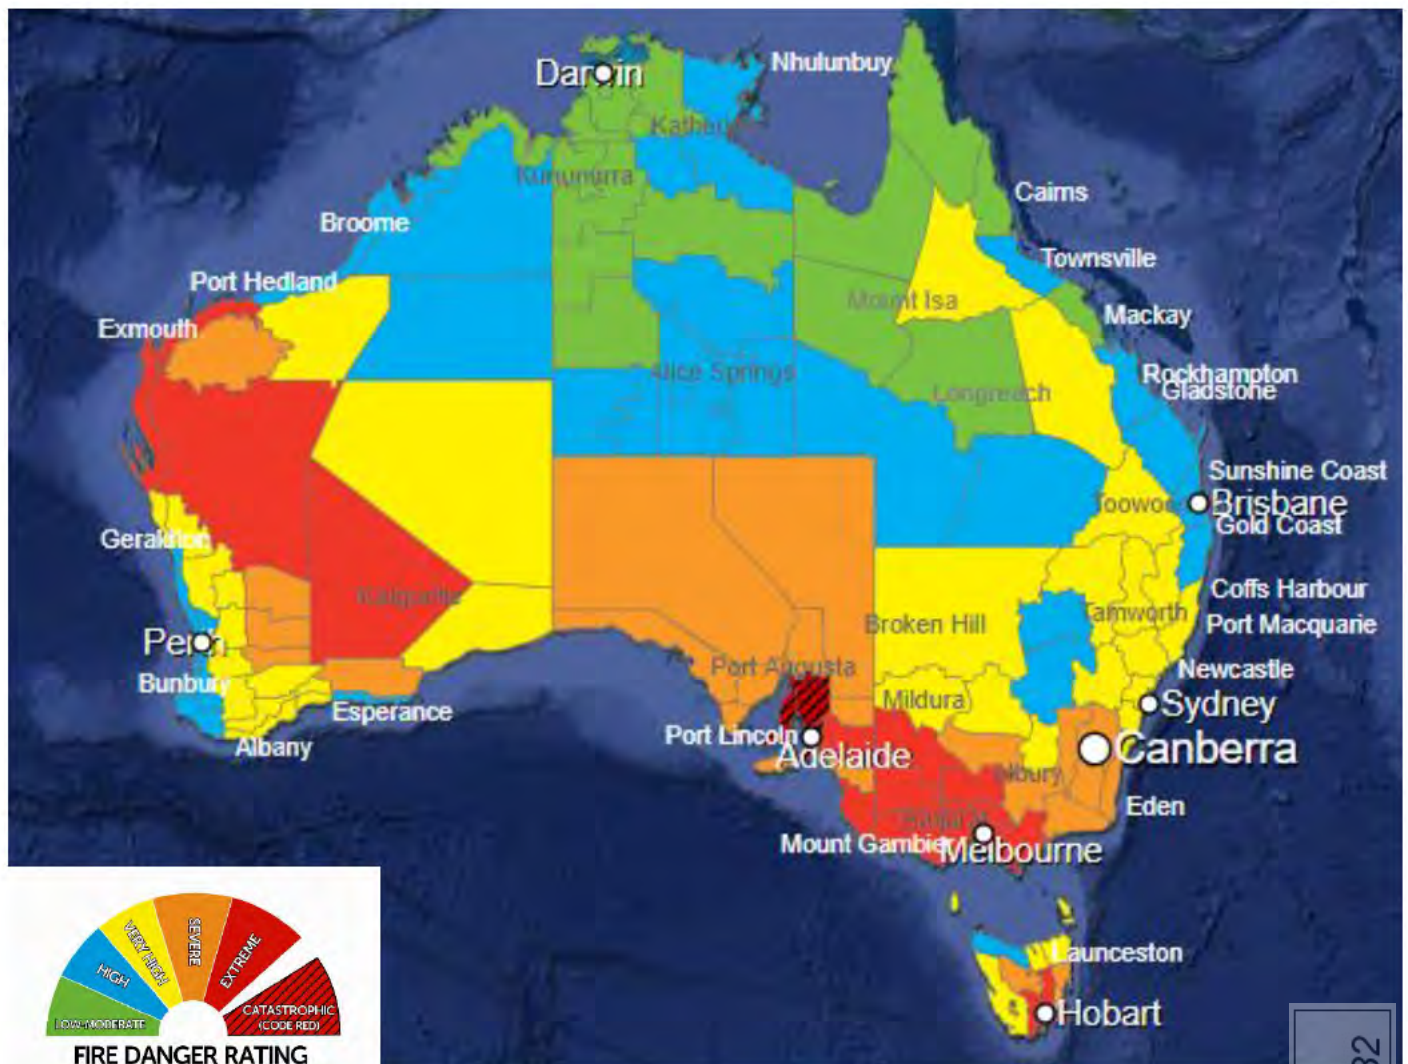 Darwin
Nhulunbuy
Katherine
Kununurra
Cairns
Broome
Townsville
Port Hedland
Mount Isa
Mackay
Exmouth
Rockhampton
Gladstone
Alice Springs
Longreach
Sunshine Coast
Brisbane
Gold Coast
Geraldton
Coffs Harbour
Kalgoorlie
Tamworth
Broken Hill
Port Macquarie
Perth
Port Augusta
Newcastle
Bunbury
Mildura
Sydney
Esperance
Port Lincoln
Albany
Adelaide
Canberra
Albury
Eden
Mount Gambier
Melbourne
Launceston
Hobart
LOW-MODERATE
HIGH
VERY HIGH
SEVERE
EXTREME
CATASTROPHIC
(CODE RED)
FIRE DANGER RATING